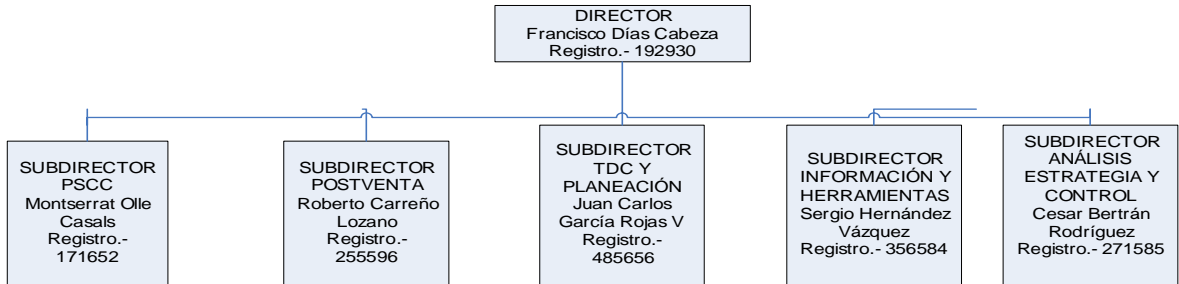 DIRECTOR
Francisco Días Cabeza
Registro.- 192930
SUBDIRECTOR
PSCC
Montserrat Olle
Casals
Registro.-
171652
SUBDIRECTOR
POSTVENTA
Roberto Carreño
Lozano
Registro.-
255596
SUBDIRECTOR
TDC Y
PLANEACIÓN
Juan Carlos
García Rojas V
Registro.-
485656
SUBDIRECTOR
INFORMACIÓN Y
HERRAMIENTAS
Sergio Hernández
Vázquez
Registro.- 356584
SUBDIRECTOR
ANÁLISIS
ESTRATEGIA Y
CONTROL
Cesar Bertrán
Rodríguez
Registro.- 271585